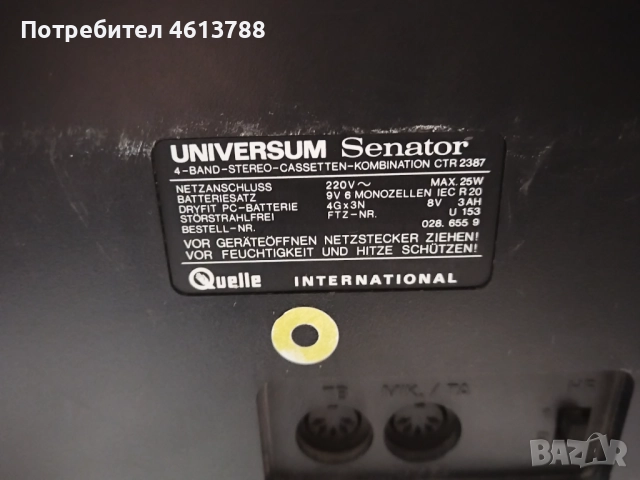 Потребител 4613788
UNIVERSUM Senator
4-BAND-STEREO-CASSETTEN-KOMBINATION CTR 2387
NETZANSCHLUSS 220V~ MAX. 25W
BATTERIESATZ 9V 6 MONOZELLEN IEC R 20
DRYFIT PC-BATTERIE 4G x 3N 8V 3AH
STÖRSTRAHLFREI FTZ-NR. U 153
BESTELL-NR. 028. 655 9
VOR GERÄTEÖFFNEN NETZSTECKER ZIEHEN!
VOR FEUCHTIGKEIT UND HITZE SCHÜTZEN!
Quelle INTERNATIONAL
BAZAR